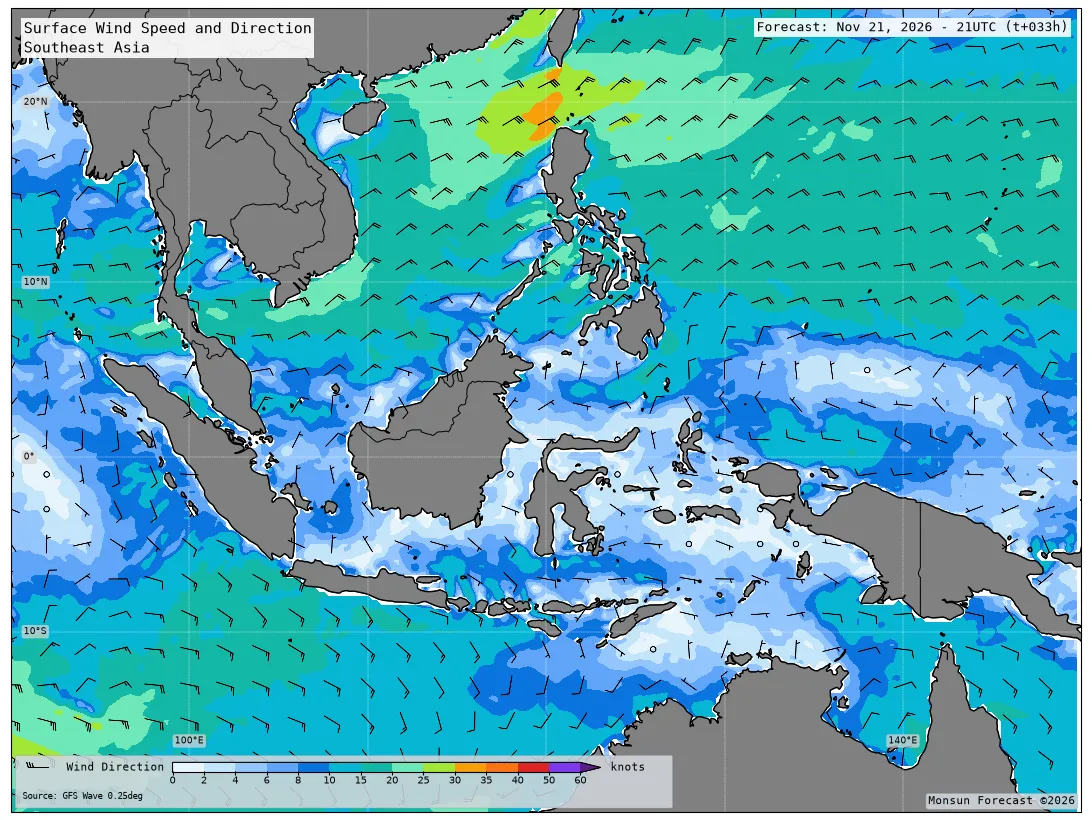 Surface Wind Speed and Direction
Southeast Asia
Forecast: Nov 21, 2026 - 21UTC (t+033h)
20°N
10°N
0°
10°S
100°E
140°E
Wind Direction
knots
0 2 4 6 8 10 15 20 25 30 35 40 50 60
Source: GFS Wave 0.25deg
Monsun Forecast ©2026